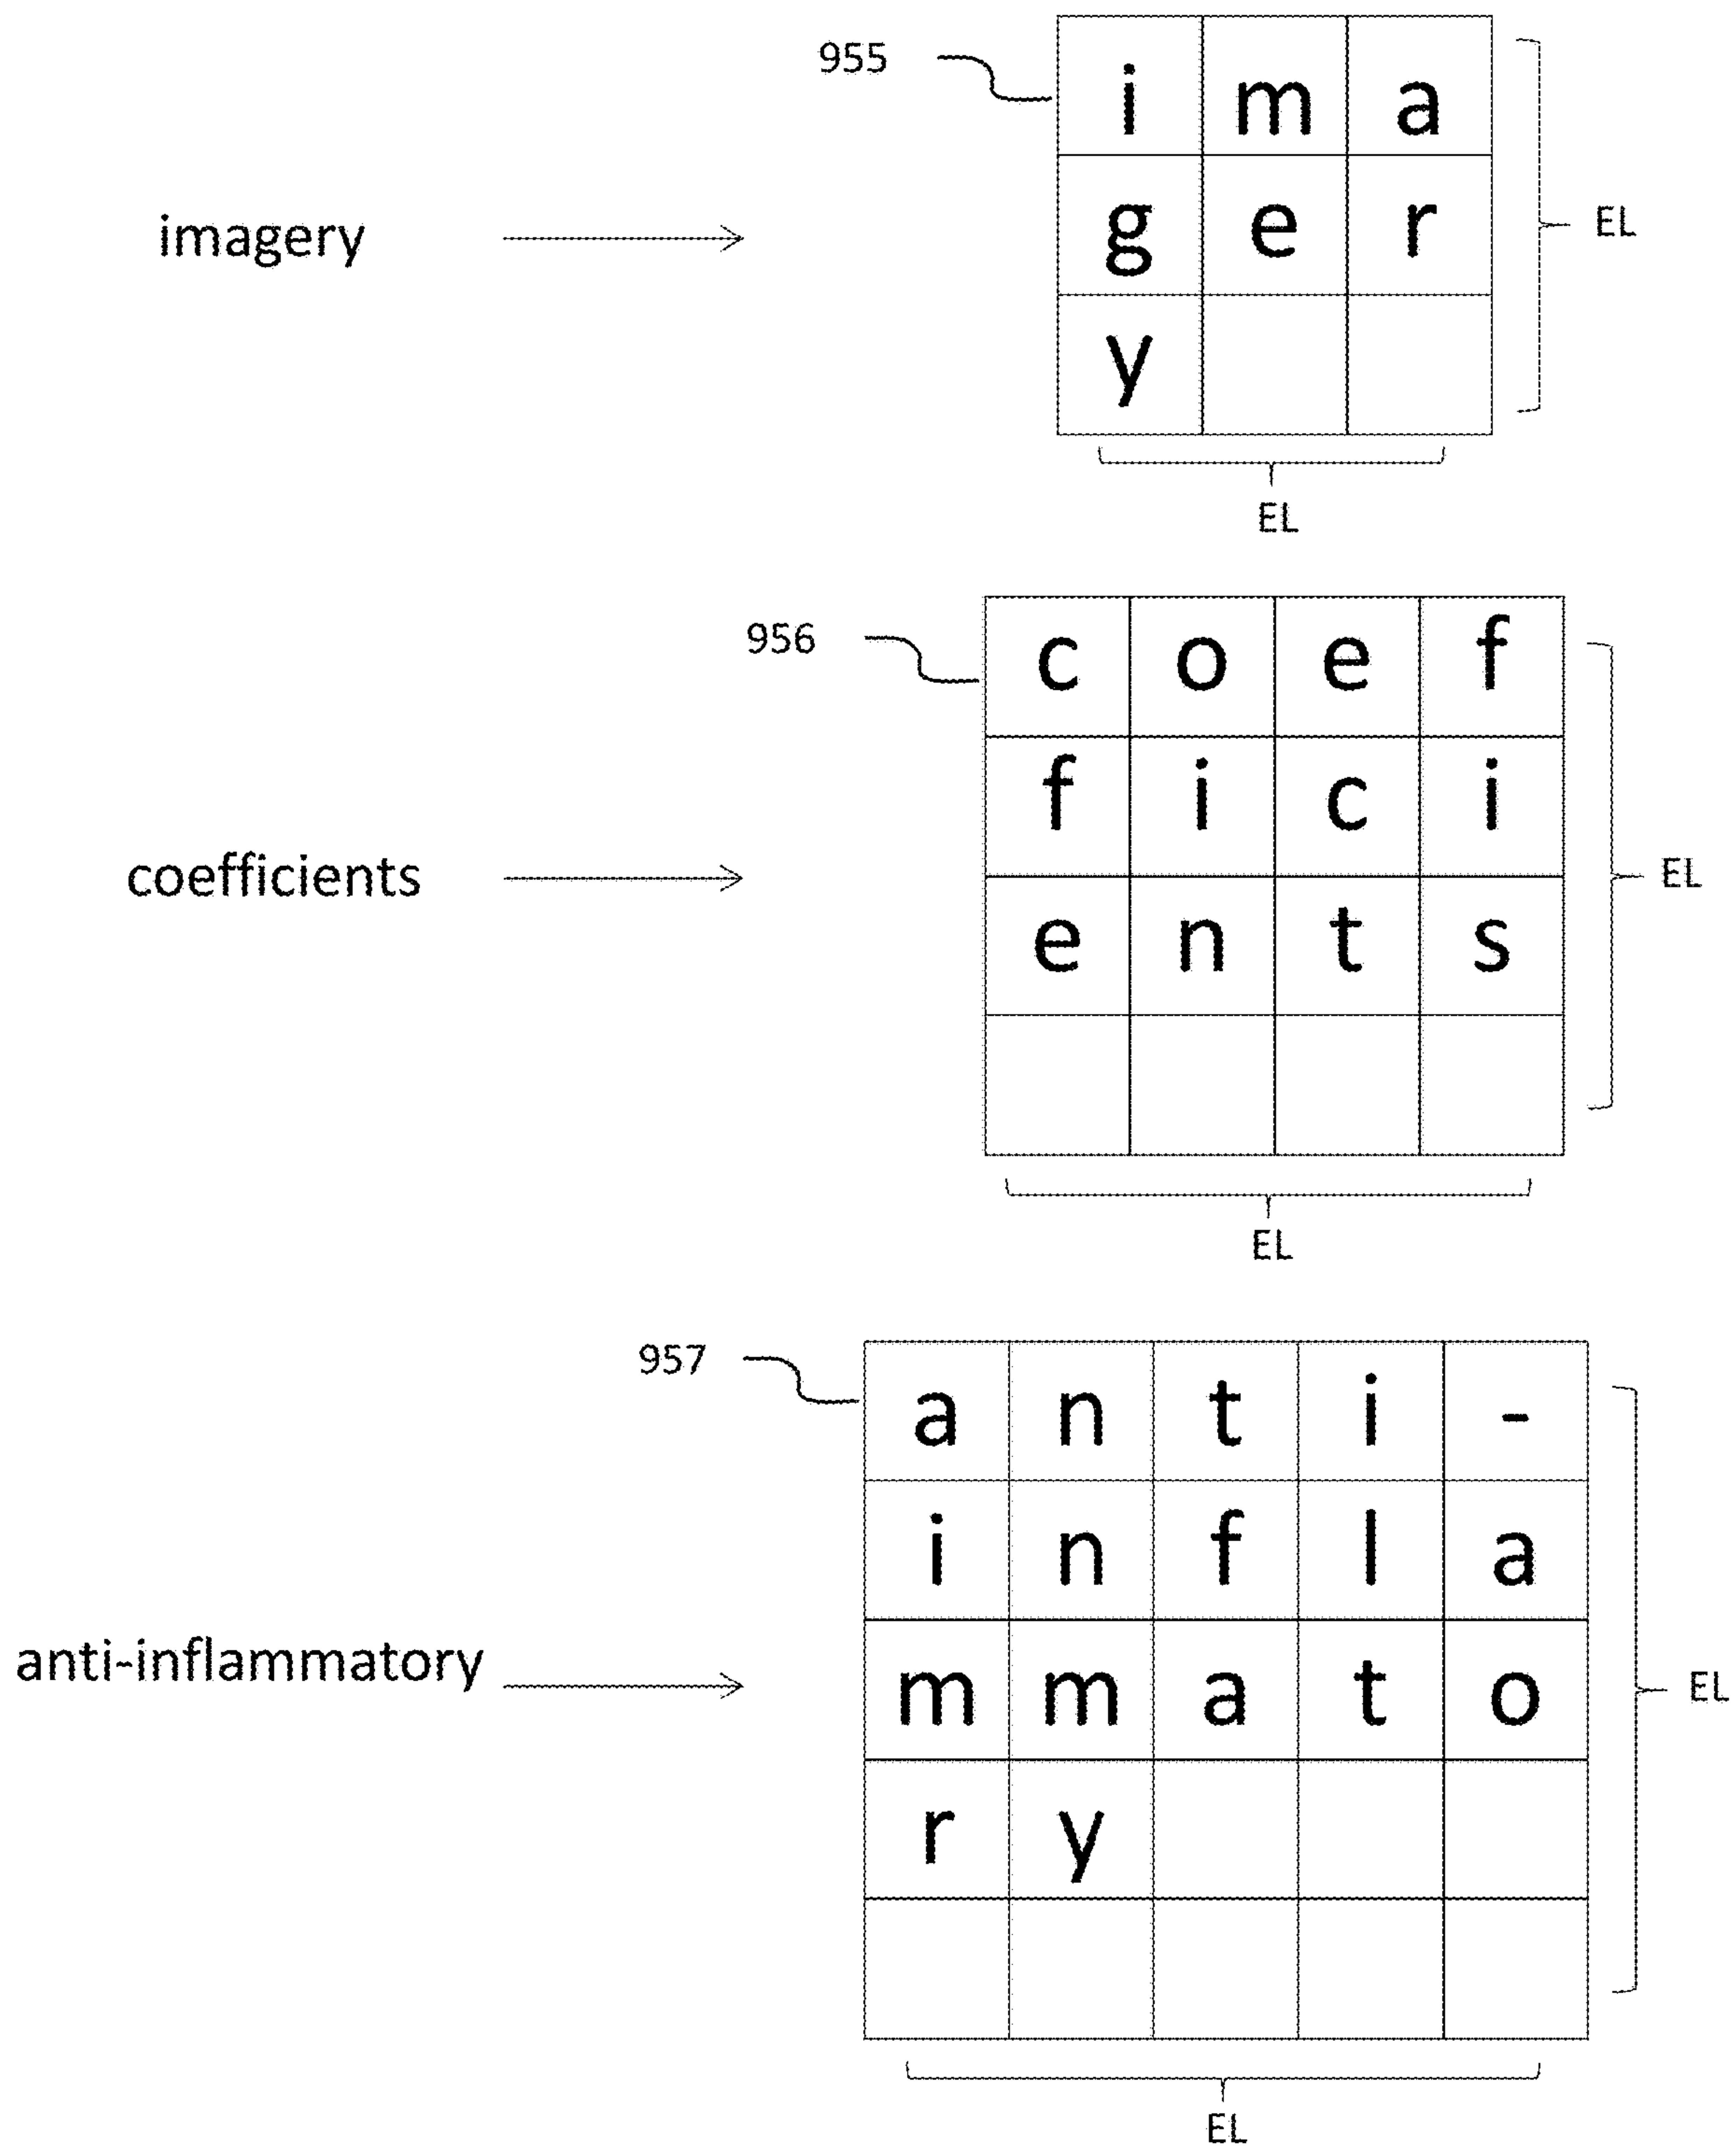 955
i m a
imagery
g e r
EL
y
EL
956
c o e f
f i c i
coefficients
EL
e n t s
EL
957
a n t i -
i n f l a
anti-inflammatory
m m a t o
EL
r y
EL